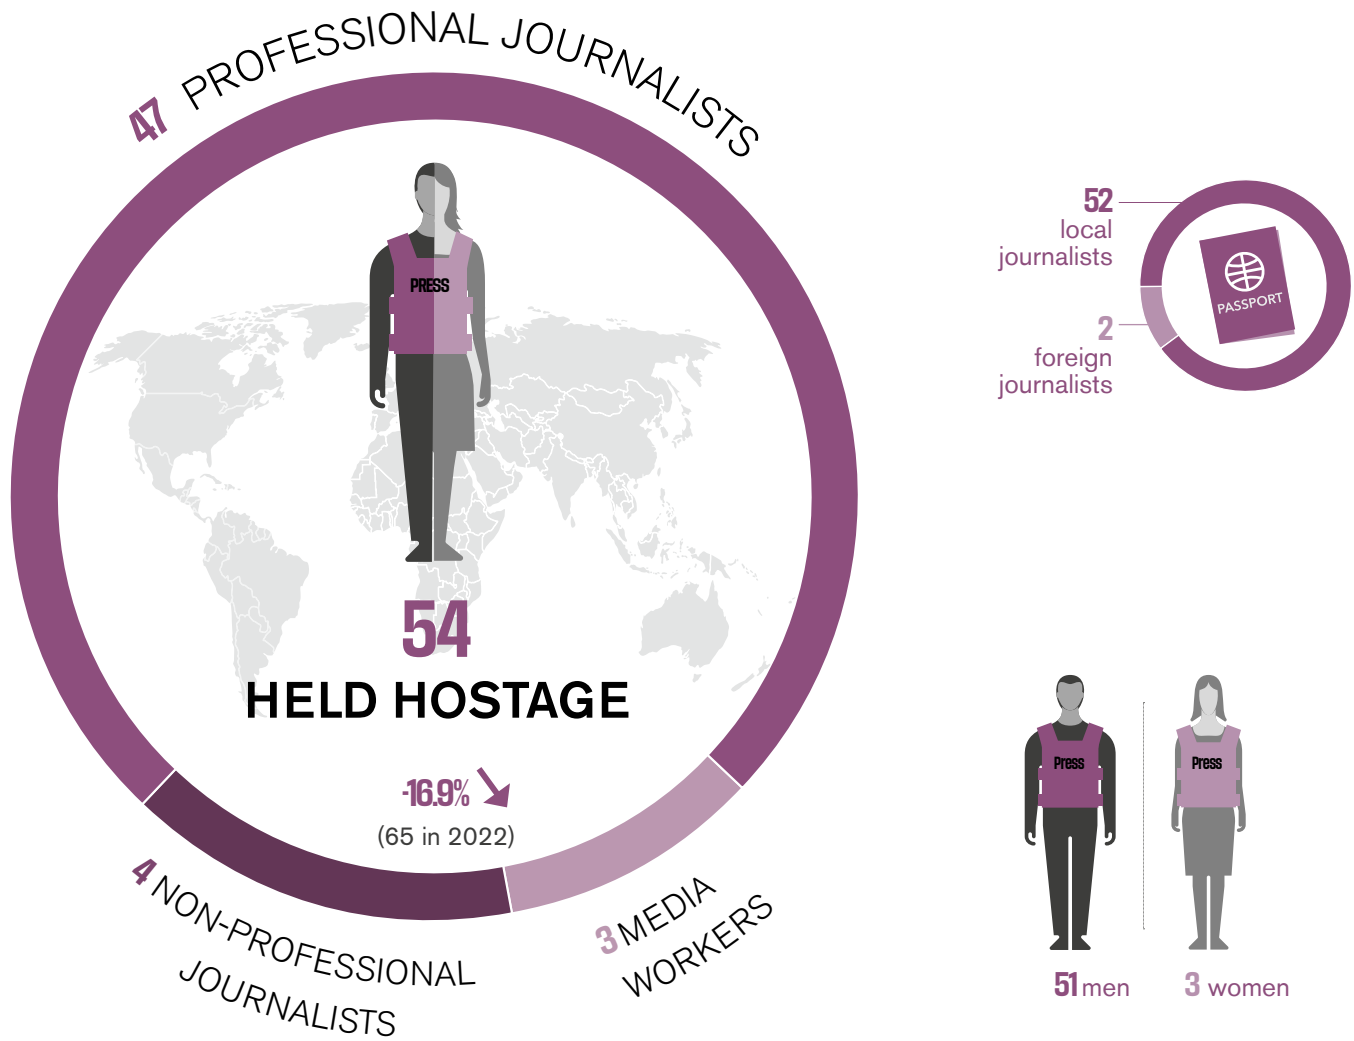 47 PROFESSIONAL JOURNALISTS
PRESS
54
HELD HOSTAGE
-16.9%
(65 in 2022)
4 NON-PROFESSIONAL
JOURNALISTS
3 MEDIA
WORKERS
52
local
journalists
2
foreign
journalists
PASSPORT
Press
Press
51 men
3 women